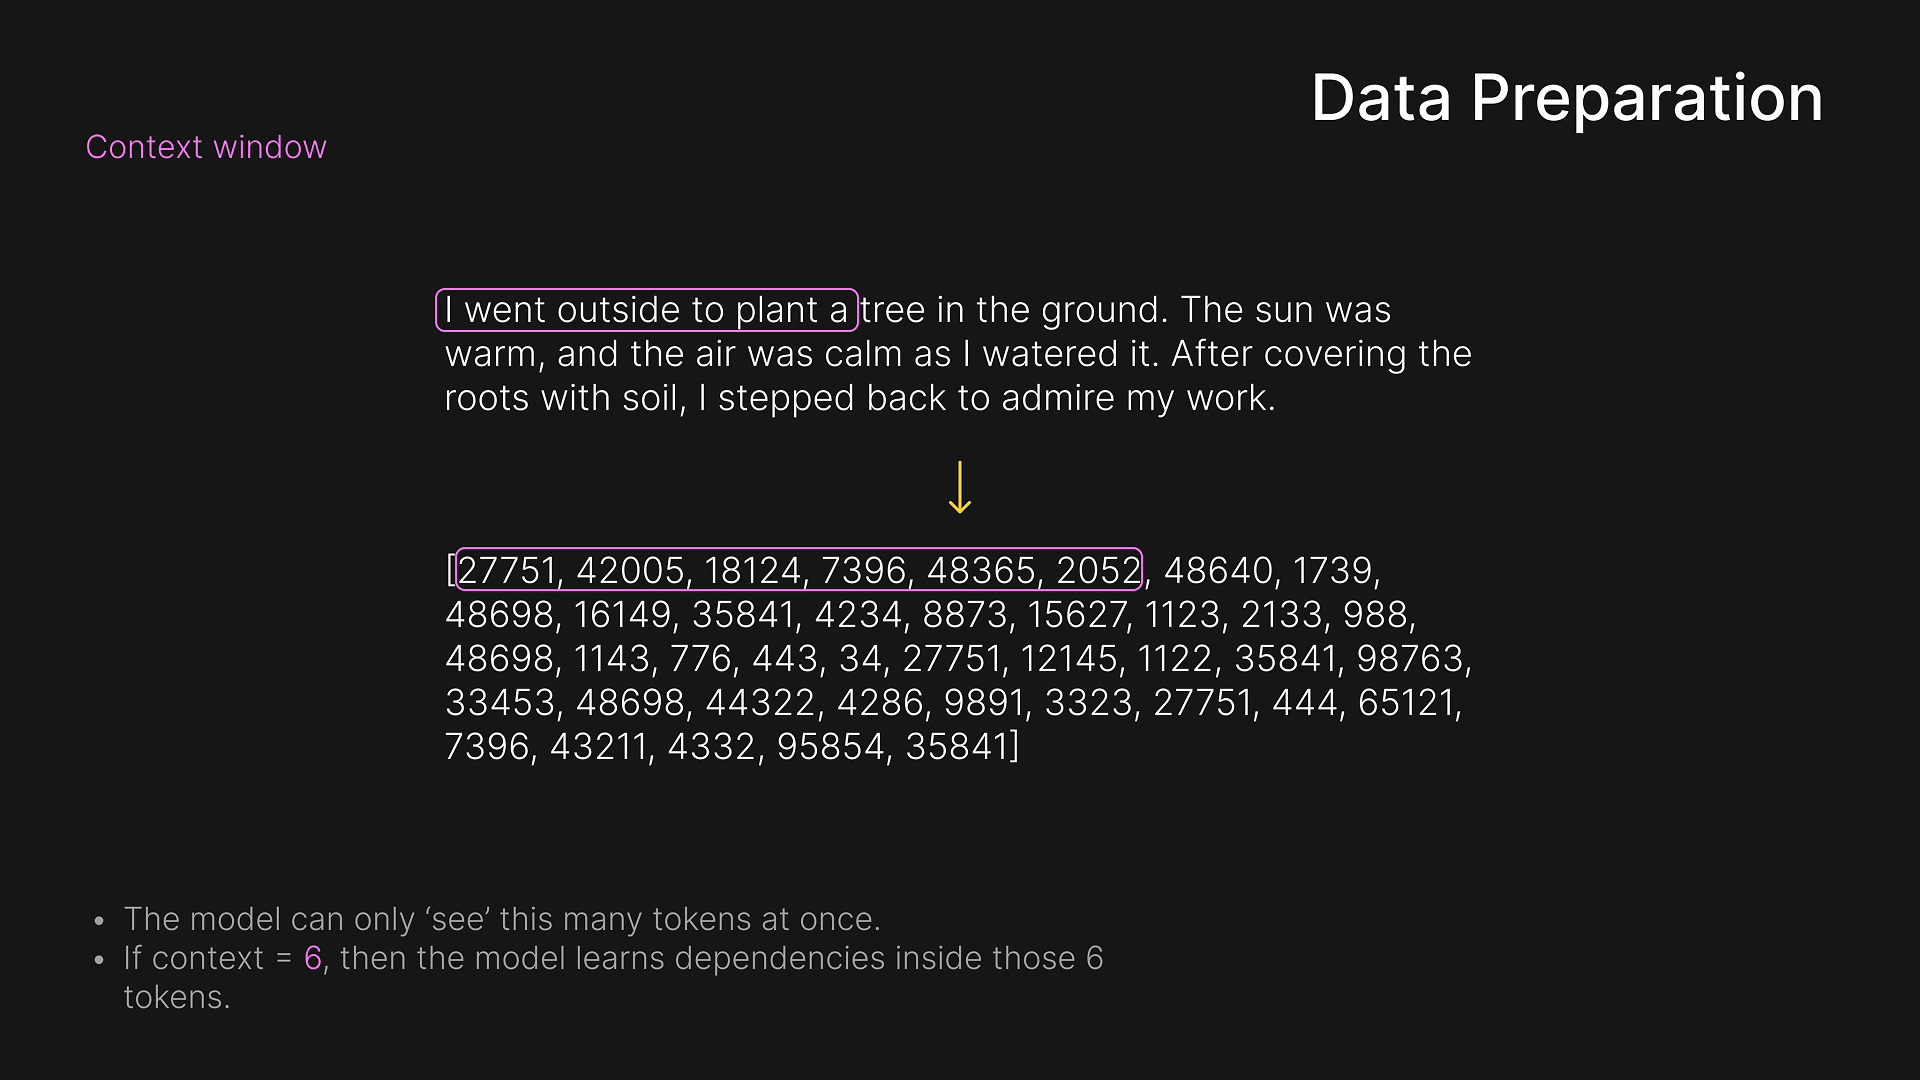 Data Preparation
Context window
I went outside to plant a tree in the ground. The sun was
warm, and the air was calm as I watered it. After covering the
roots with soil, I stepped back to admire my work.
[27751, 42005, 18124, 7396, 48365, 2052, 48640, 1739,
48698, 16149, 35841, 4234, 8873, 15627, 1123, 2133, 988,
48698, 1143, 776, 443, 34, 27751, 12145, 1122, 35841, 98763,
33453, 48698, 44322, 4286, 9891, 3323, 27751, 444, 65121,
7396, 43211, 4332, 95854, 35841]
• The model can only ‘see’ this many tokens at once.
• If context = 6, then the model learns dependencies inside those 6
tokens.